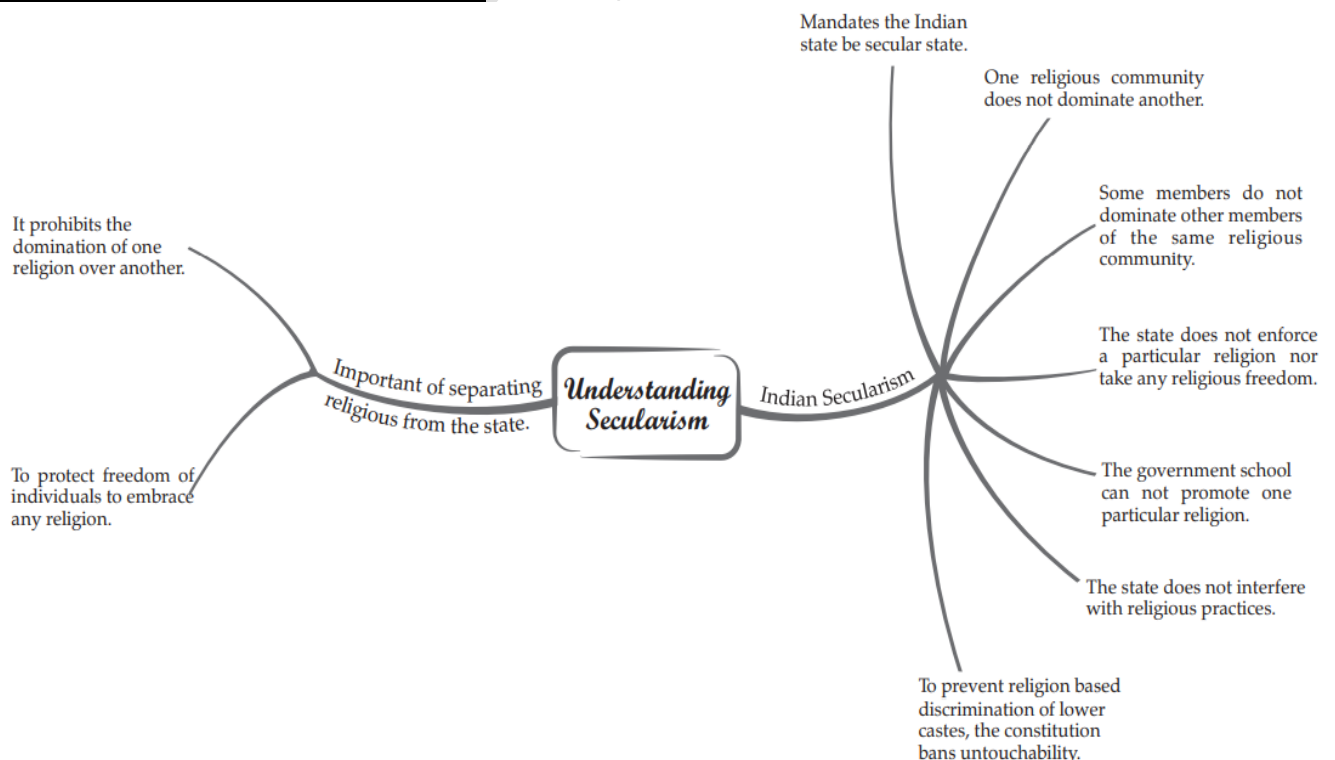 Mandates the Indian
state be secular state.
One religious community
does not dominate another.
Some members do not
dominate other members
of the same religious
community.
It prohibits the
domination of one
religion over another.
The state does not enforce
a particular religion nor
take any religious freedom.
Important of separating
religious from the state.
Understanding
Secularism
Indian Secularism
To protect freedom of
individuals to embrace
any religion.
The government school
can not promote one
particular religion.
The state does not interfere
with religious practices.
To prevent religion based
discrimination of lower
castes, the constitution
bans untouchability.